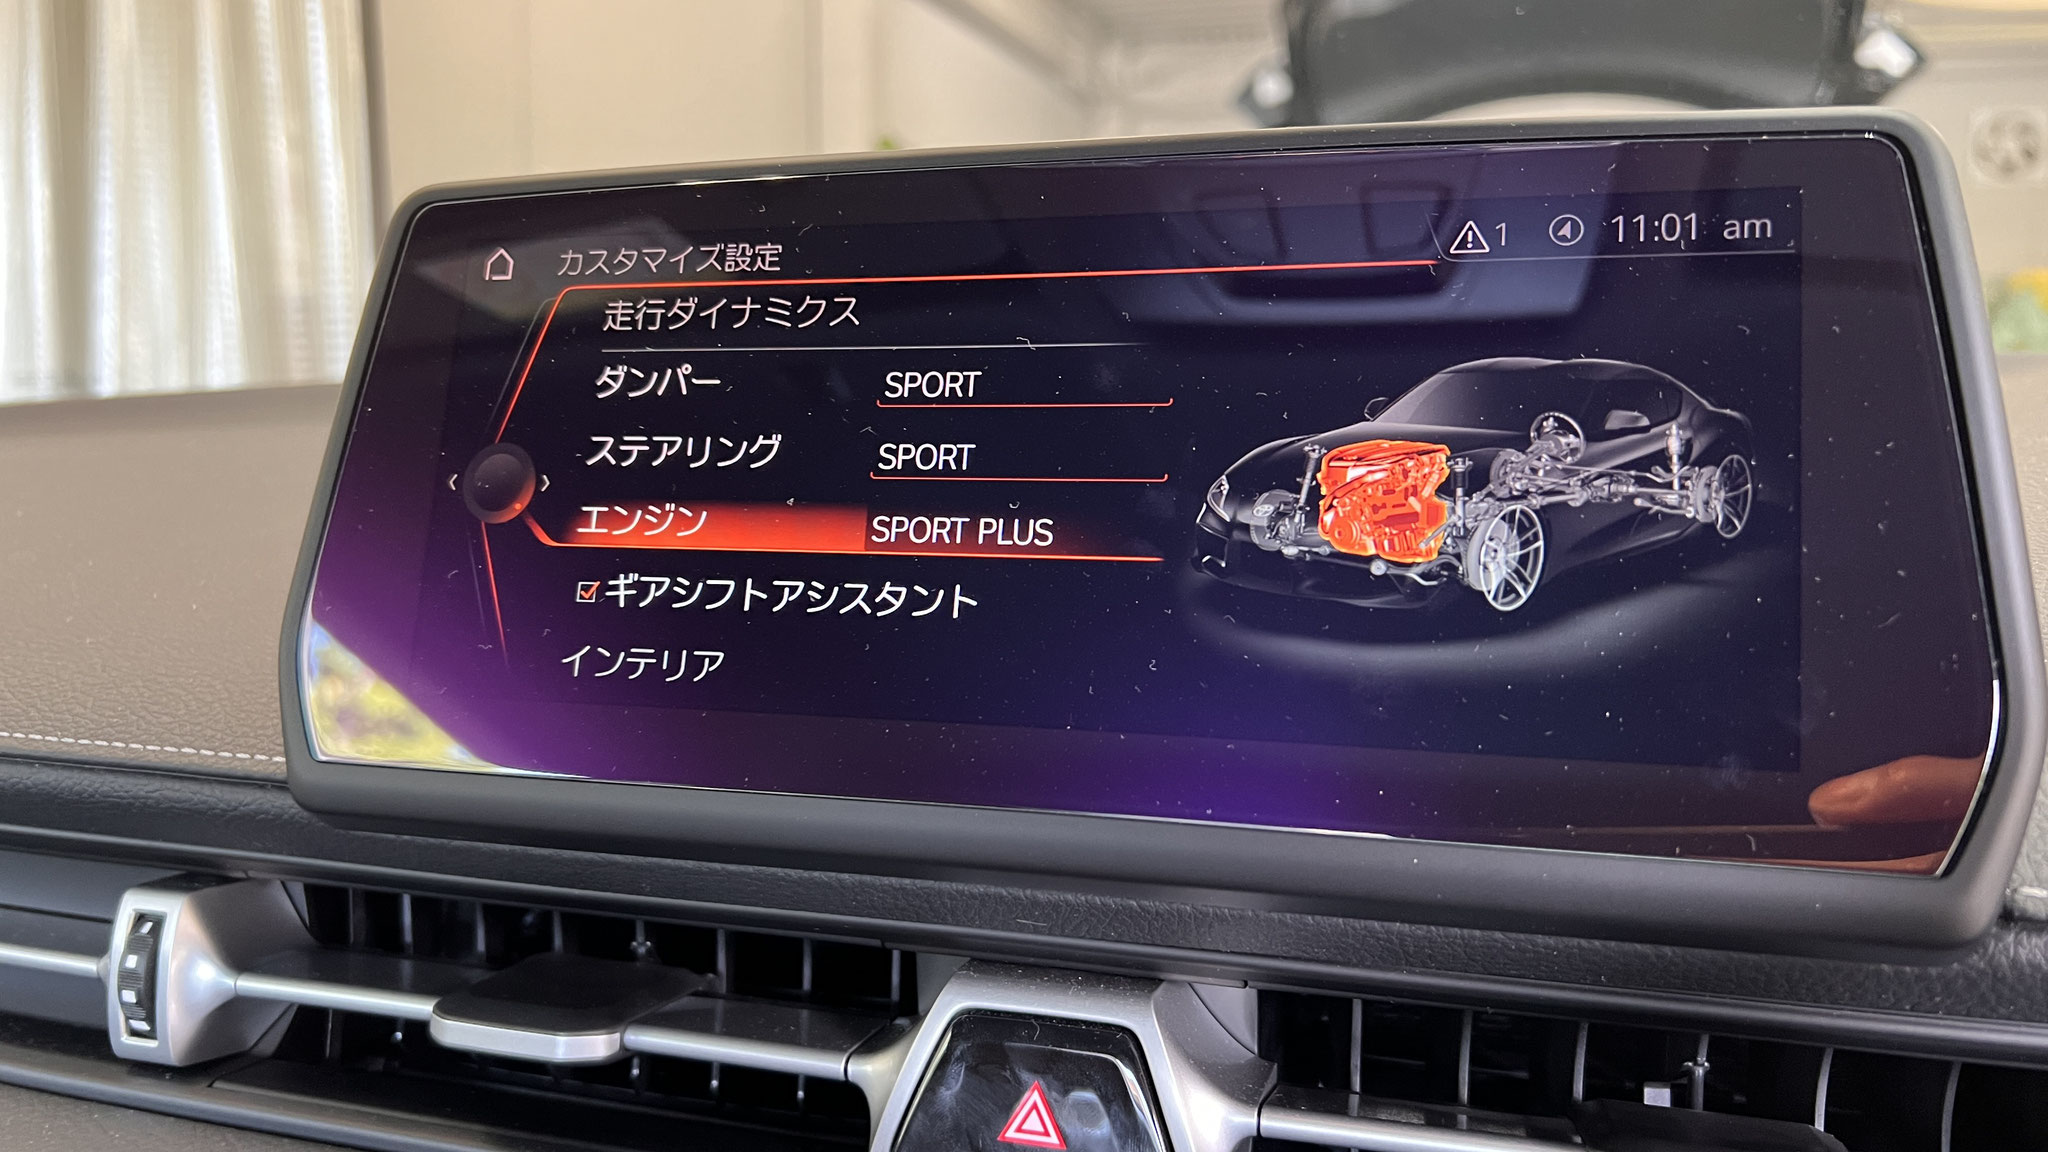 カスタマイズ設定
1 11:01 am
走行ダイナミクス
ダンパー SPORT
ステアリング SPORT
エンジン SPORT PLUS
ギアシフトアシスタント
インテリア